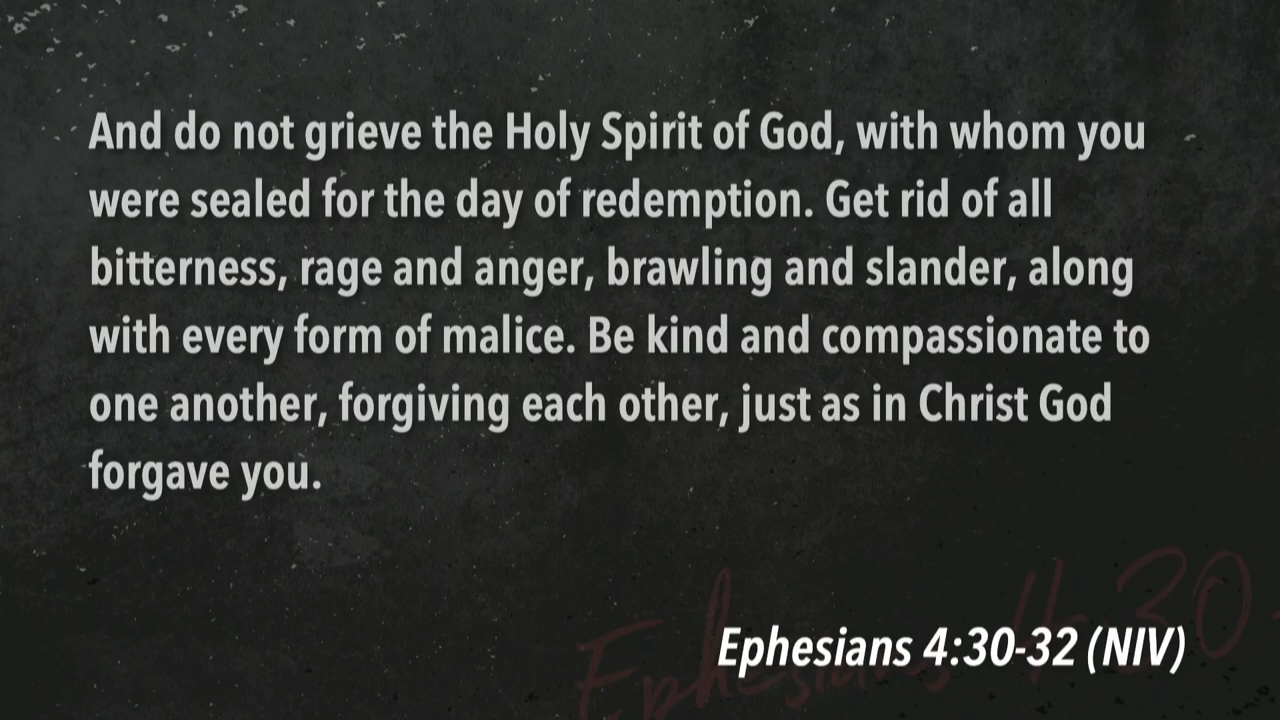 And do not grieve the Holy Spirit of God, with whom you
were sealed for the day of redemption. Get rid of all
bitterness, rage and anger, brawling and slander, along
with every form of malice. Be kind and compassionate to
one another, forgiving each other, just as in Christ God
forgave you.
Ephesians 4:30-32 (NIV)
Ephesians 4:30